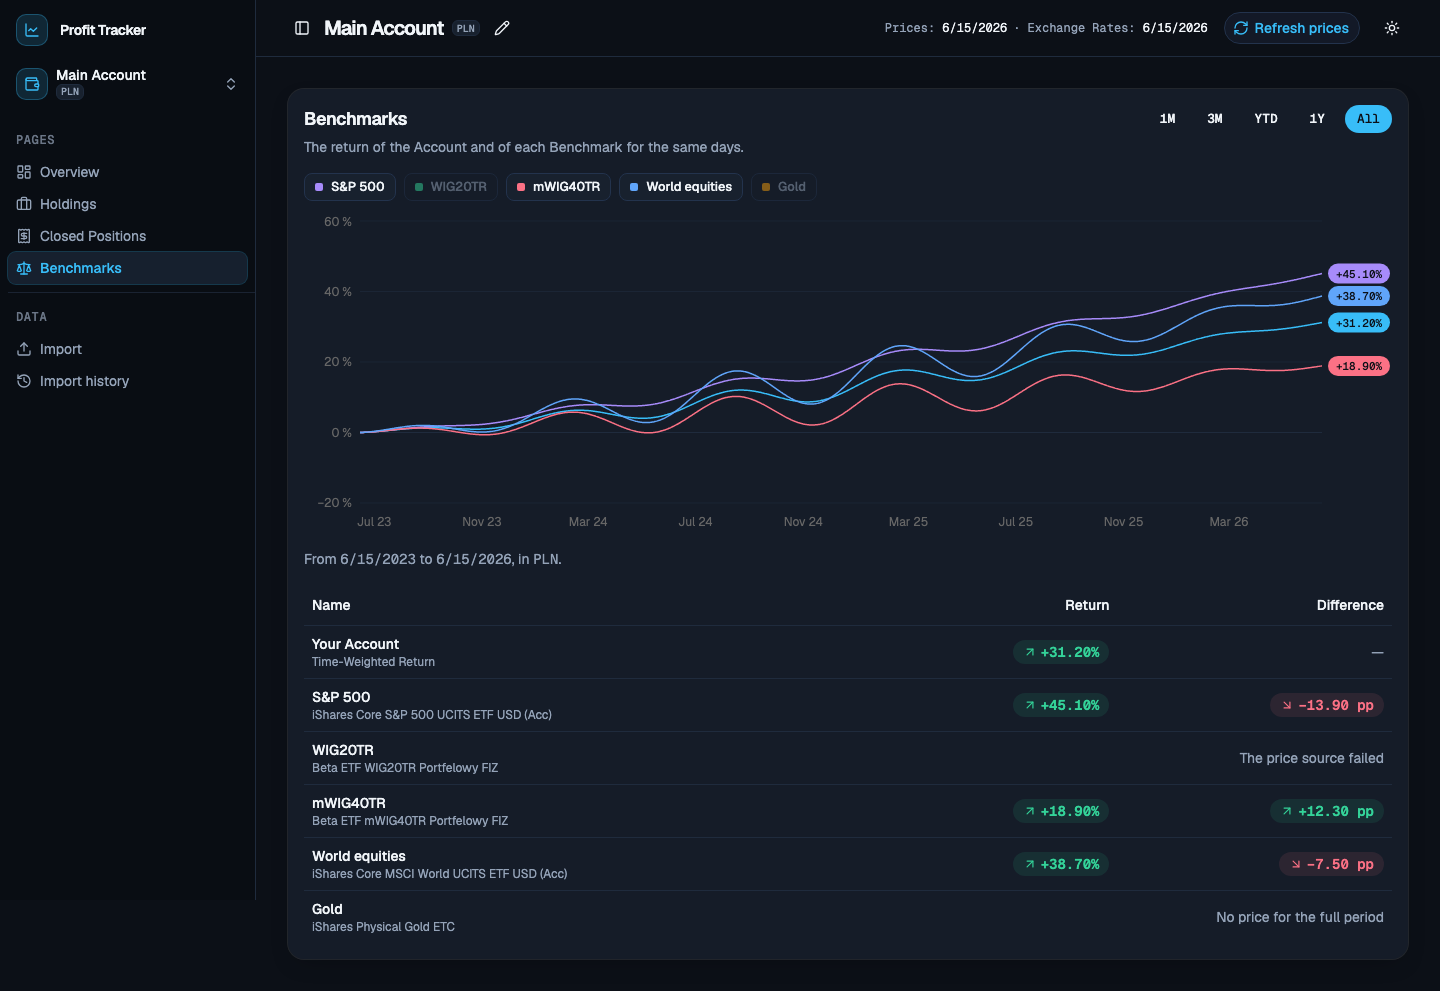 Profit Tracker
Main Account
PLN
PAGES
Overview
Holdings
Closed Positions
Benchmarks
DATA
Import
Import history
Main Account PLN
Prices: 6/15/2026 · Exchange Rates: 6/15/2026
Refresh prices
Benchmarks
1M 3M YTD 1Y All
The return of the Account and of each Benchmark for the same days.
S&P 500 WIG20TR mWIG40TR World equities Gold
60 %
40 %
20 %
0 %
−20 %
+45.10%
+38.70%
+31.20%
+18.90%
Jul 23 Nov 23 Mar 24 Jul 24 Nov 24 Mar 25 Jul 25 Nov 25 Mar 26
From 6/15/2023 to 6/15/2026, in PLN.
Name Return Difference
Your Account
Time-Weighted Return
+31.20% —
S&P 500
iShares Core S&P 500 UCITS ETF USD (Acc)
+45.10% −13.90 pp
WIG20TR
Beta ETF WIG20TR Portfelowy FIZ
The price source failed
mWIG40TR
Beta ETF mWIG40TR Portfelowy FIZ
+18.90% +12.30 pp
World equities
iShares Core MSCI World UCITS ETF USD (Acc)
+38.70% −7.50 pp
Gold
iShares Physical Gold ETC
No price for the full period